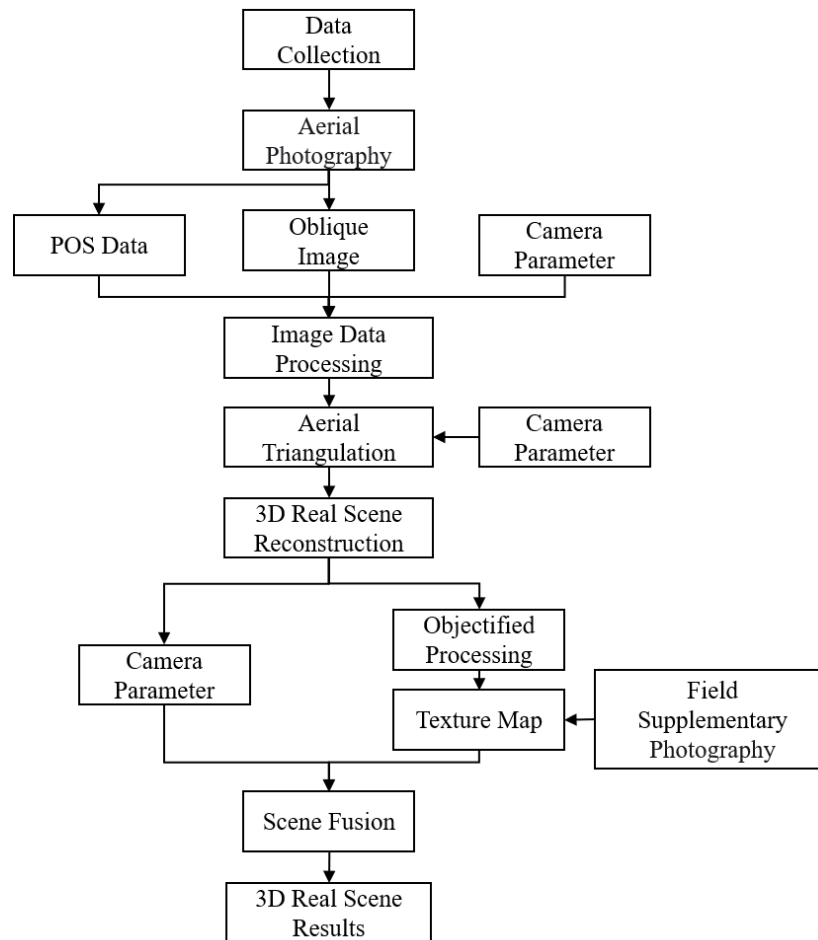 Data
Collection
Aerial
Photography
POS Data
Oblique
Image
Camera
Parameter
Image Data
Processing
Aerial
Triangulation
Camera
Parameter
3D Real Scene
Reconstruction
Camera
Parameter
Objectified
Processing
Texture Map
Field
Supplementary
Photography
Scene Fusion
3D Real Scene
Results